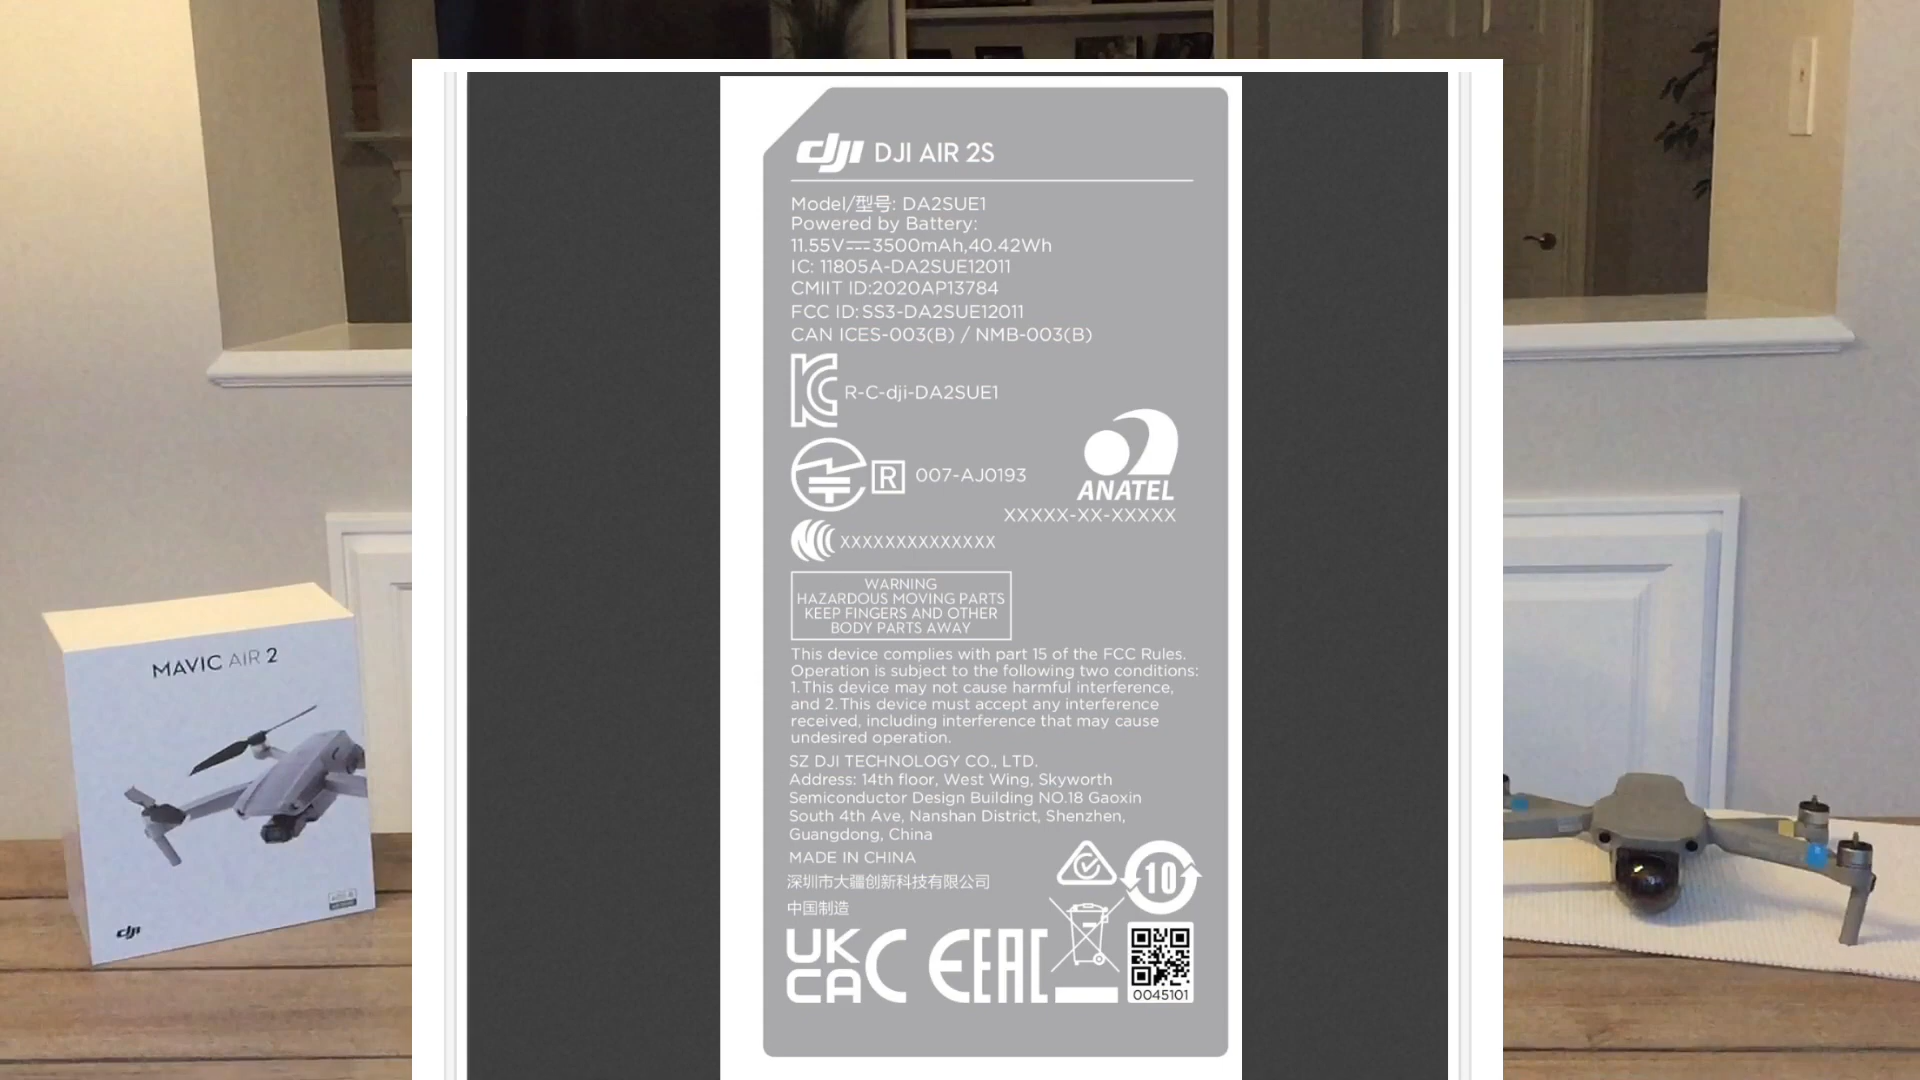 dji DJI AIR 2S
Model/型号: DA2SUE1
Powered by Battery:
11.55V⎓3500mAh,40.42Wh
IC: 11805A-DA2SUE12011
CMIIT ID:2020AP13784
FCC ID: SS3-DA2SUE12011
CAN ICES-003(B) / NMB-003(B)
R-C-dji-DA2SUE1
R 007-AJ0193
ANATEL
XXXXX-XX-XXXXX
XXXXXXXXXXXXXX
WARNING
HAZARDOUS MOVING PARTS
KEEP FINGERS AND OTHER
BODY PARTS AWAY
This device complies with part 15 of the FCC Rules.
Operation is subject to the following two conditions:
1.This device may not cause harmful interference,
and 2.This device must accept any interference
received, including interference that may cause
undesired operation.
SZ DJI TECHNOLOGY CO., LTD.
Address: 14th floor, West Wing, Skyworth
Semiconductor Design Building NO.18 Gaoxin
South 4th Ave, Nanshan District, Shenzhen,
Guangdong, China
MADE IN CHINA
深圳市大疆创新科技有限公司
中国制造
10
UK
CA CE EAC
0045101
MAVIC AIR 2
dji